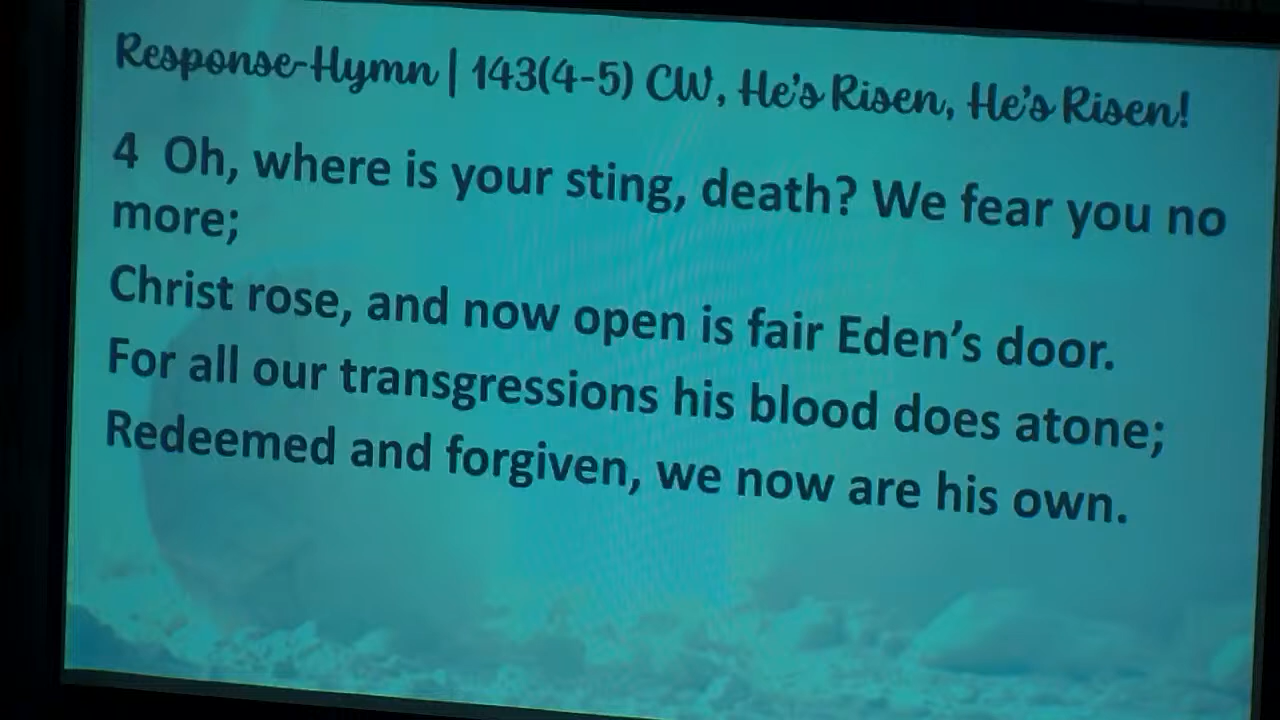 Response-Hymn | 143(4-5) CW, He's Risen, He's Risen!
4 Oh, where is your sting, death? We fear you no
more;
Christ rose, and now open is fair Eden's door.
For all our transgressions his blood does atone;
Redeemed and forgiven, we now are his own.